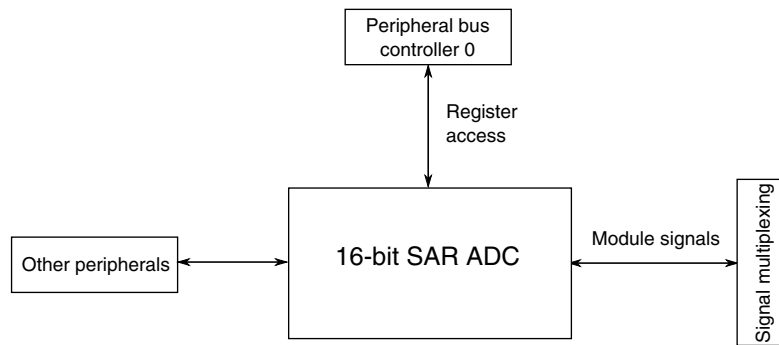 Peripheral bus
controller 0
Register
access
16-bit SAR ADC
Other peripherals
Module signals
Signal multiplexing